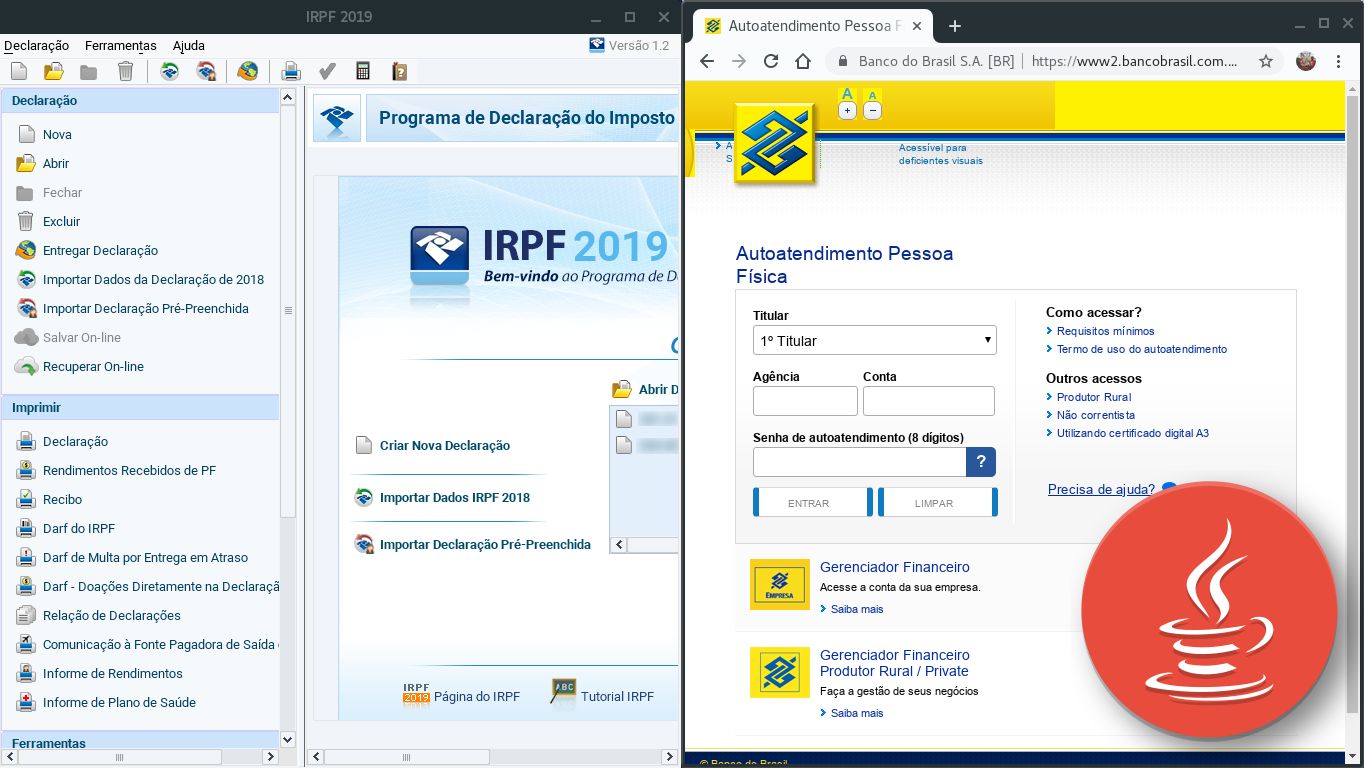 IRPF 2019
Declaração Ferramentas Ajuda
Versão 1.2
Declaração
Nova
Abrir
Fechar
Excluir
Entregar Declaração
Importar Dados da Declaração de 2018
Importar Declaração Pré-Preenchida
Salvar On-line
Recuperar On-line
Imprimir
Declaração
Rendimentos Recebidos de PF
Recibo
Darf do IRPF
Darf de Multa por Entrega em Atraso
Darf - Doações Diretamente na Declaraçã
Relação de Declarações
Comunicação à Fonte Pagadora de Saída
Informe de Rendimentos
Informe de Plano de Saúde
Ferramentas
Programa de Declaração do Imposto
IRPF 2019
Bem-vindo ao Programa de D
Abrir D
Criar Nova Declaração
Importar Dados IRPF 2018
Importar Declaração Pré-Preenchida
IRPF
2019
Página do IRPF
ABC
Tutorial IRPF
Autoatendimento Pessoa F
Banco do Brasil S.A. [BR] | https://www2.bancobrasil.com....
A A
+ −
A
S
Acessível para
deficientes visuais
Autoatendimento Pessoa
Física
Titular
1º Titular
Agência Conta
Senha de autoatendimento (8 dígitos)
?
ENTRAR LIMPAR
Como acessar?
Requisitos mínimos
Termo de uso do autoatendimento
Outros acessos
Produtor Rural
Não correntista
Utilizando certificado digital A3
Precisa de ajuda?
EMPRESA
Gerenciador Financeiro
Acesse a conta da sua empresa.
Saiba mais
Gerenciador Financeiro
Produtor Rural / Private
Faça a gestão de seus negócios
Saiba mais
© Banco do Brasil